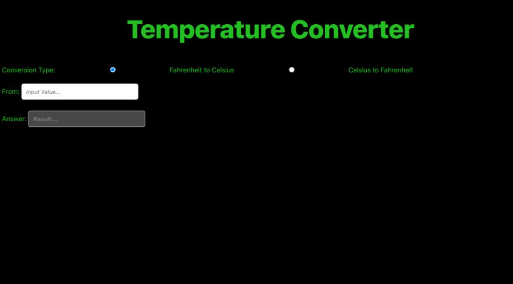 Temperature Converter
Conversion Type: Fahrenheit to Celsius Celsius to Fahrenheit
From: Input Value...
Answer: Result...